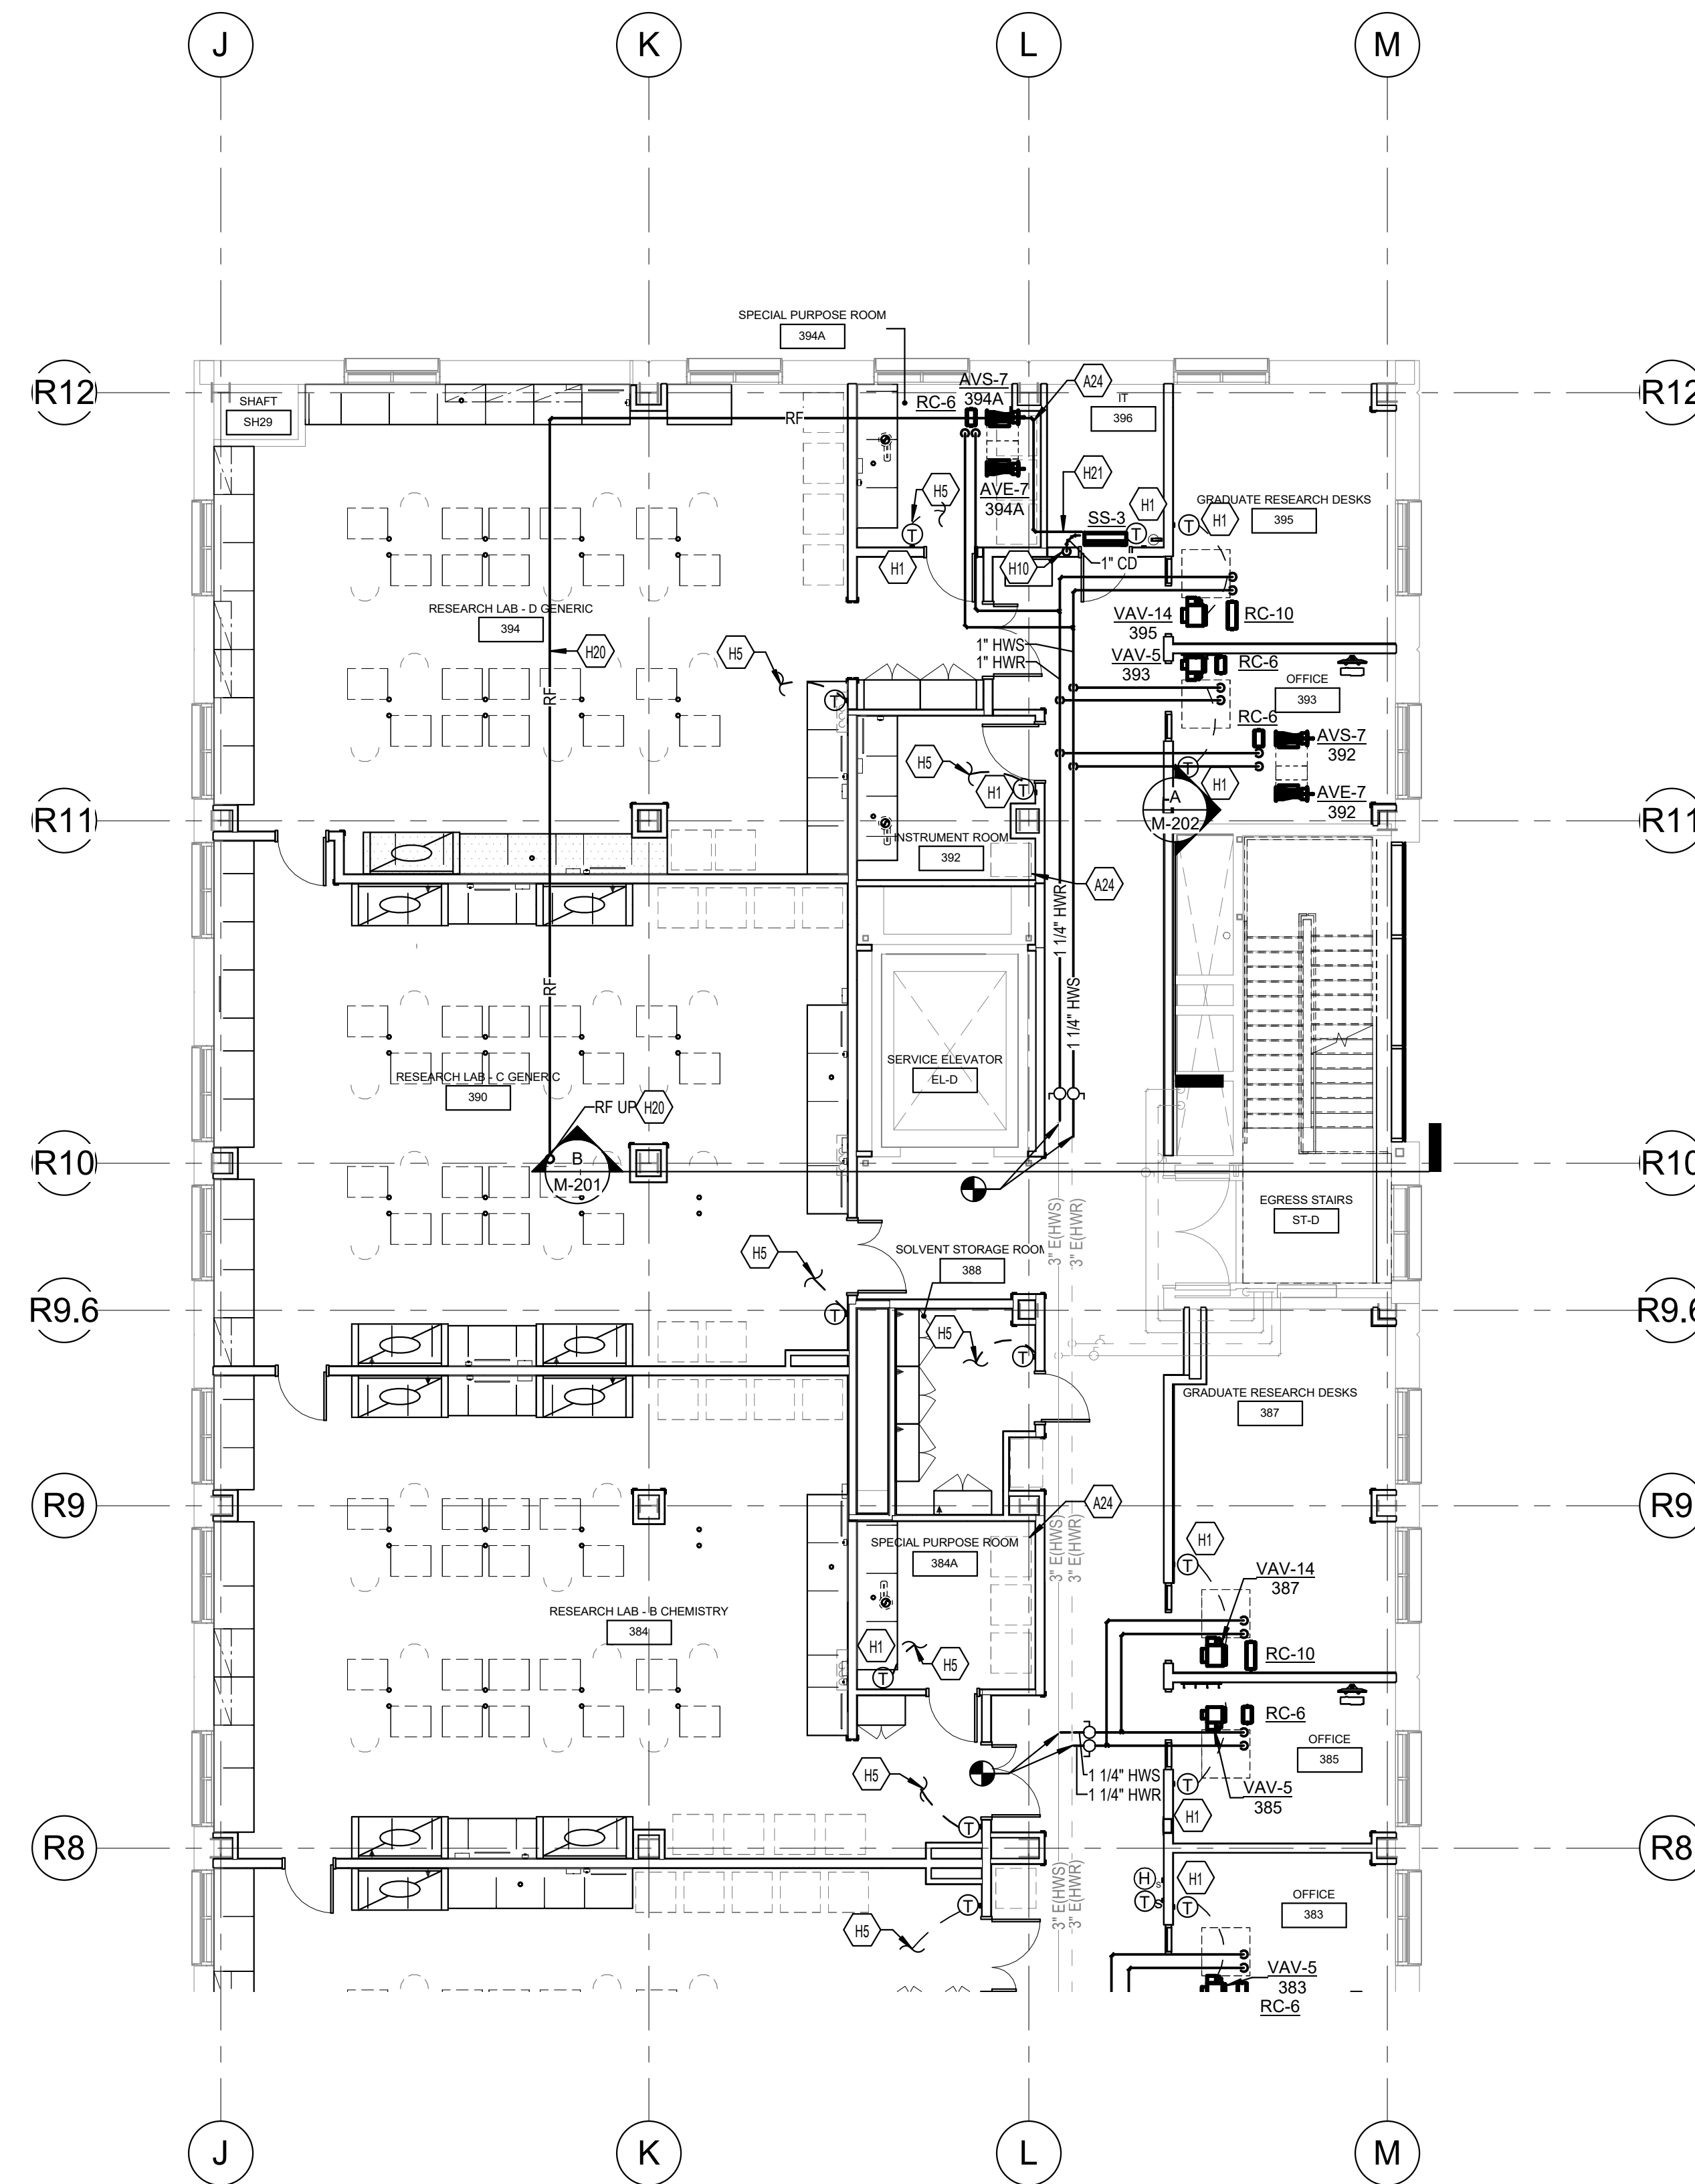 J
K
L
M
SPECIAL PURPOSE ROOM
394A
R12
R12
SHAFT
SH29
AVS-7
394A
RC-6
A24
IT
396
RF
H21
H5
AVE-7
394A
SS-3
H1
T
T
H1
GRADUATE RESEARCH DESKS
395
T
H1
H10
1" CD
RESEARCH LAB - D GENERIC
394
VAV-14
395
RC-10
H20
H5
1" HWS
1" HWR
VAV-5
393
RC-6
OFFICE
393
RF
T
RC-6
AVS-7
392
H5
H1
T
T
H1
AVE-7
392
A
M-202
R11
R11
INSTRUMENT ROOM
392
A24
1 1/4" HWR
1 1/4" HWS
RF
SERVICE ELEVATOR
EL-D
RESEARCH LAB - C GENERIC
390
RF UP
H20
R10
R10
B
M-201
EGRESS STAIRS
ST-D
3" E(HWS)
3" E(HWR)
H5
SOLVENT STORAGE ROOM
388
R9.6
R9.6
T
H5
T
GRADUATE RESEARCH DESKS
387
R9
R9
A24
3" E(HWS)
3" E(HWR)
SPECIAL PURPOSE ROOM
384A
H1
T
VAV-14
387
RESEARCH LAB - B CHEMISTRY
384
H1
H5
T
RC-10
RC-6
OFFICE
385
H5
1 1/4" HWS
1 1/4" HWR
T
VAV-5
385
H1
T
R8
R8
3" E(HWS)
3" E(HWR)
H S
T S
H1
T
OFFICE
383
T
H5
VAV-5
383
RC-6
J
K
L
M